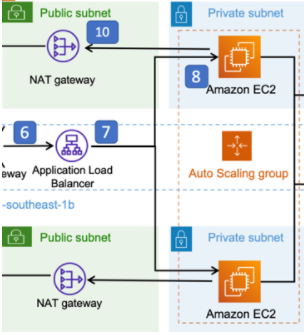 Public subnet
Private subnet
10
NAT gateway
8
Amazon EC2
6
7
eway
Application Load
Balancer
Auto Scaling group
-southeast-1b
Public subnet
Private subnet
NAT gateway
Amazon EC2